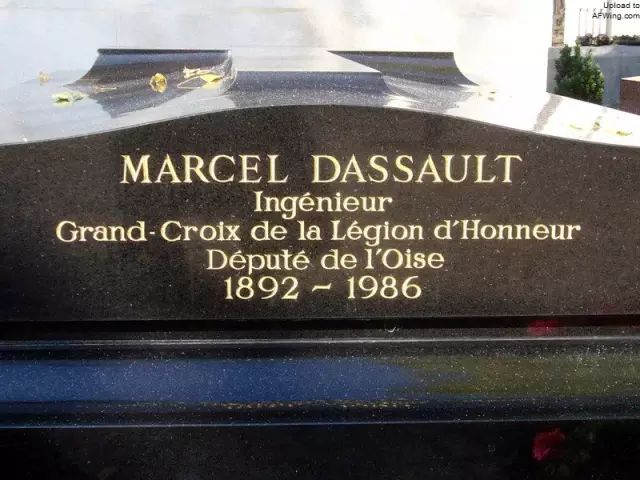 Upload to
AFWing.com
MARCEL DASSAULT
Ingénieur
Grand-Croix de la Légion d'Honneur
Député de l'Oise
1892 ~ 1986